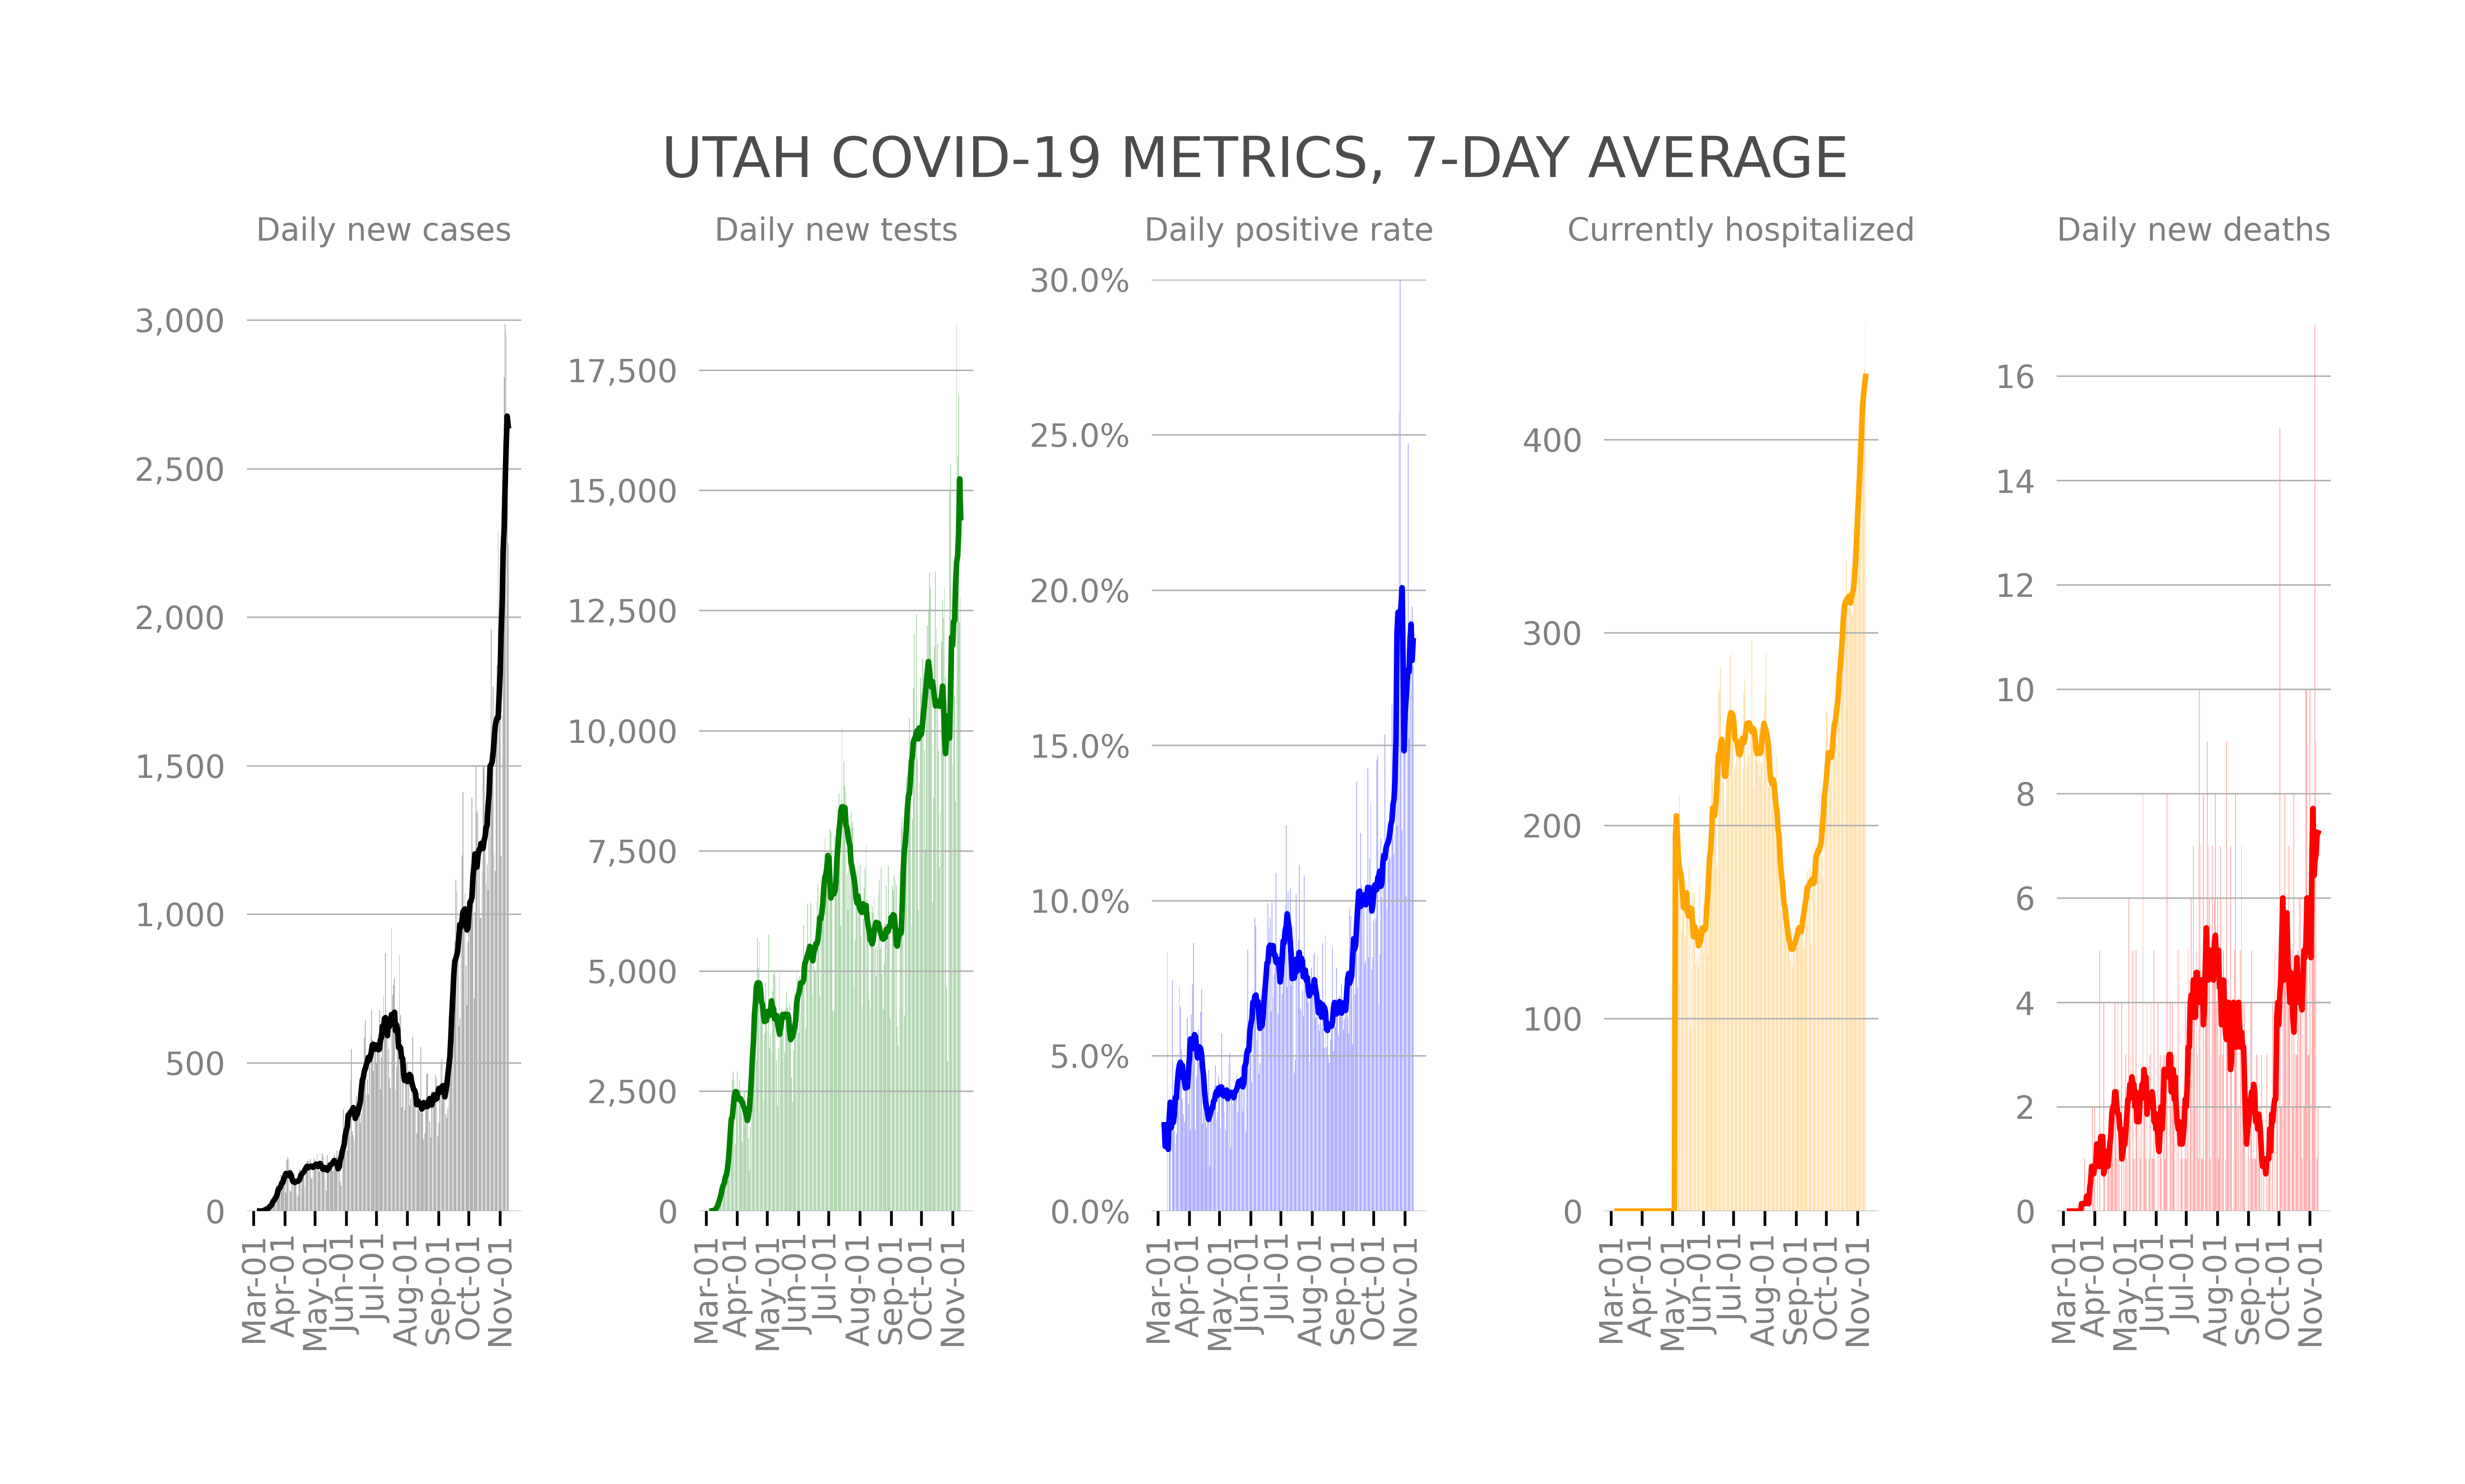 UTAH COVID-19 METRICS, 7-DAY AVERAGE
Daily new cases
3,000
2,500
2,000
1,500
1,000
500
0
Mar-01
Apr-01
May-01
Jun-01
Jul-01
Aug-01
Sep-01
Oct-01
Nov-01
Daily new tests
17,500
15,000
12,500
10,000
7,500
5,000
2,500
0
Mar-01
Apr-01
May-01
Jun-01
Jul-01
Aug-01
Sep-01
Oct-01
Nov-01
Daily positive rate
30.0%
25.0%
20.0%
15.0%
10.0%
5.0%
0.0%
Mar-01
Apr-01
May-01
Jun-01
Jul-01
Aug-01
Sep-01
Oct-01
Nov-01
Currently hospitalized
400
300
200
100
0
Mar-01
Apr-01
May-01
Jun-01
Jul-01
Aug-01
Sep-01
Oct-01
Nov-01
Daily new deaths
16
14
12
10
8
6
4
2
0
Mar-01
Apr-01
May-01
Jun-01
Jul-01
Aug-01
Sep-01
Oct-01
Nov-01